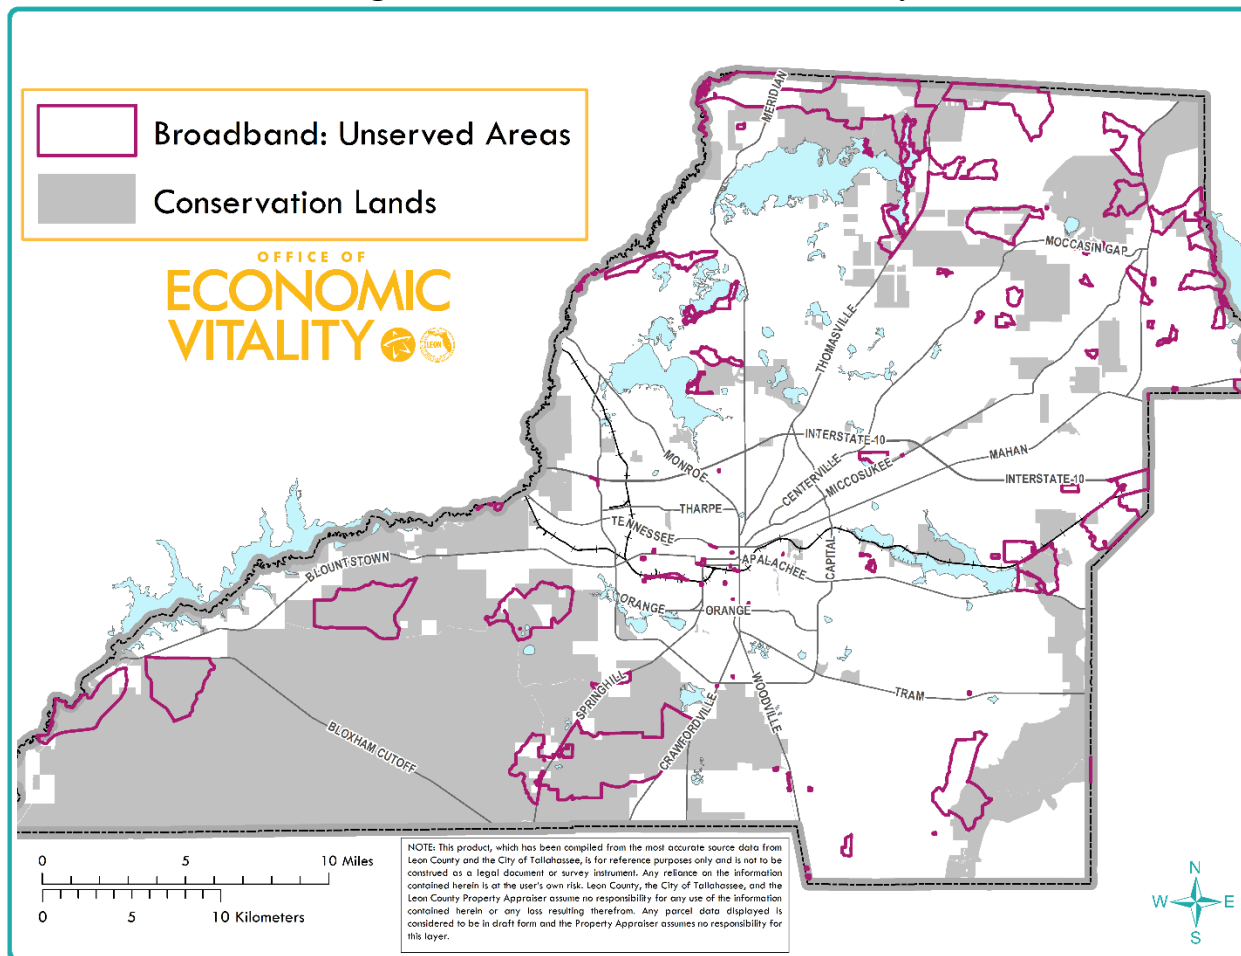 Broadband: Unserved Areas
Conservation Lands
OFFICE OF
ECONOMIC
VITALITY
LEON
MERIDIAN
MOCCASIN GAP
THOMASVILLE
INTERSTATE-10
MONROE
CENTERVILLE
MICCOSUKEE
MAHAN
INTERSTATE-10
THARPE
TENNESSEE
BLOUNTSTOWN
APALACHEE
CAPITAL
ORANGE
ORANGE
SPRINGHILL
WOODVILLE
TRAM
CRAWFORDVILLE
BLOXHAM CUTOFF
0 5 10 Miles
0 5 10 Kilometers
NOTE: This product, which has been compiled from the most accurate source data from
Leon County and the City of Tallahassee, is for reference purposes only and is not to be
construed as a legal document or survey instrument. Any reliance on the information
contained herein is at the user's own risk. Leon County, the City of Tallahassee, and the
Leon County Property Appraiser assume no responsibility for any use of the information
contained herein or any loss resulting therefrom. Any parcel data displayed is
considered to be in draft form and the Property Appraiser assumes no responsibility for
this layer.
N
W E
S